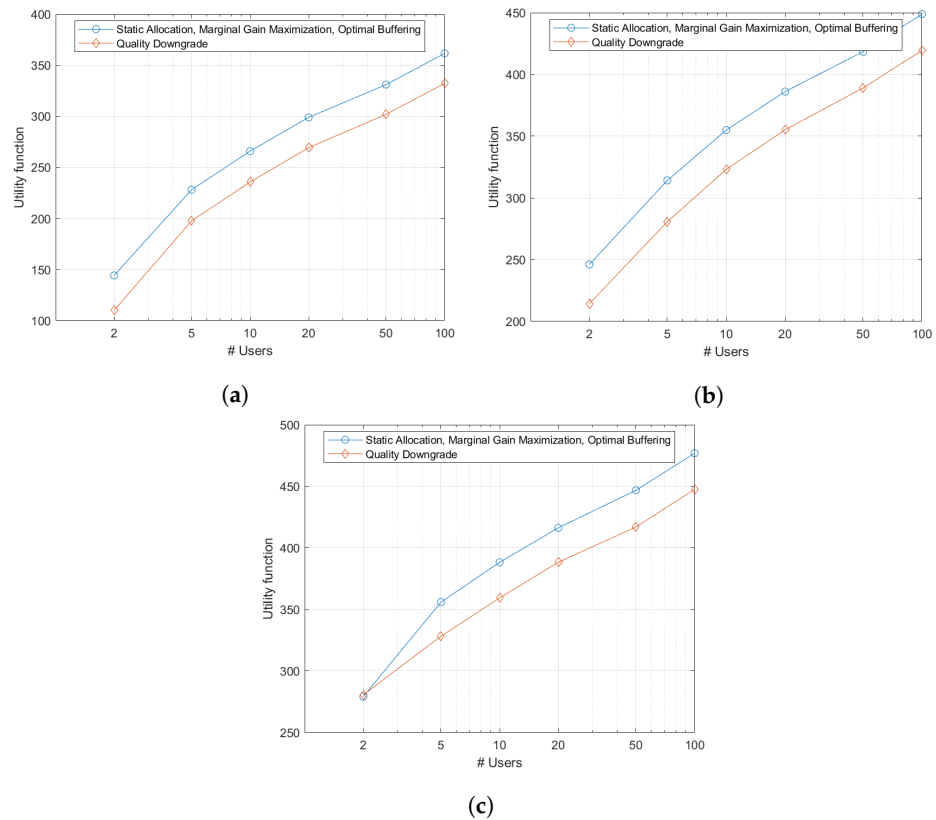 400
350
300
250
200
150
100
Utility function
Static Allocation, Marginal Gain Maximization, Optimal Buffering
Quality Downgrade
2 5 10 20 50 100
# Users
(a)
450
400
350
300
250
200
Utility function
Static Allocation, Marginal Gain Maximization, Optimal Buffering
Quality Downgrade
2 5 10 20 50 100
# Users
(b)
500
450
400
350
300
250
Utility function
Static Allocation, Marginal Gain Maximization, Optimal Buffering
Quality Downgrade
2 5 10 20 50 100
# Users
(c)